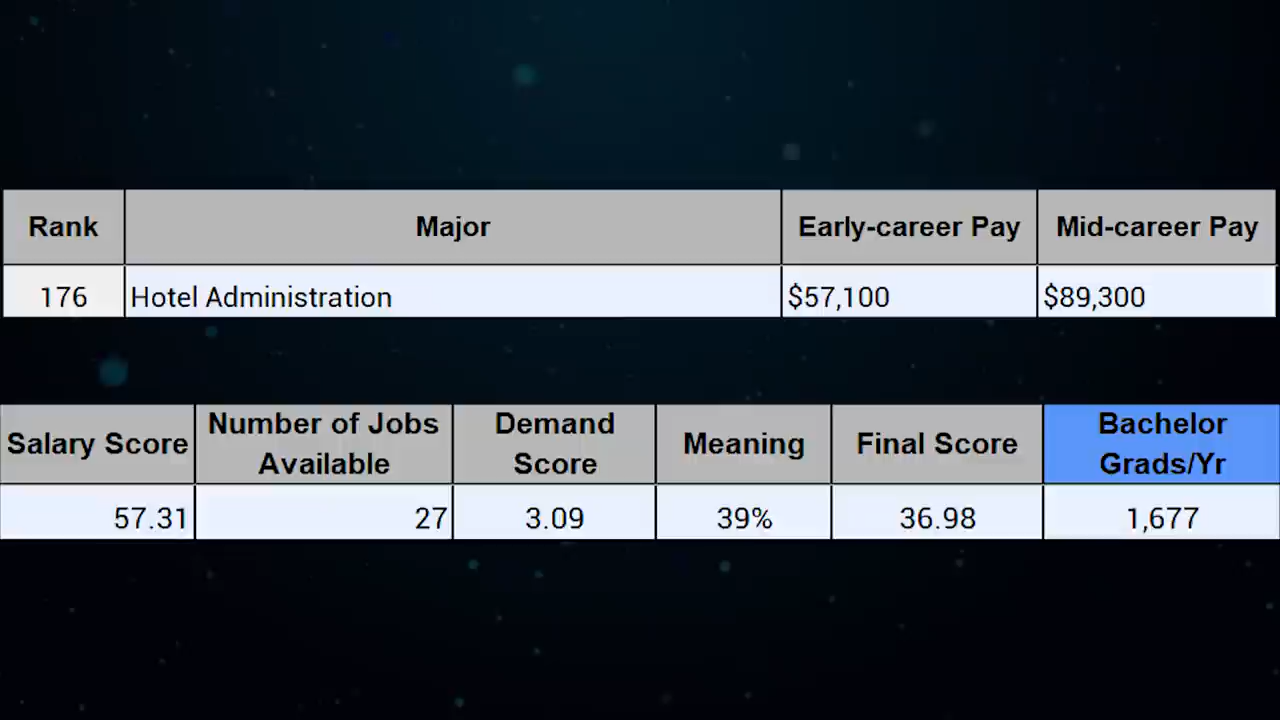 Rank Major Early-career Pay Mid-career Pay
176 Hotel Administration $57,100 $89,300
Salary Score Number of Jobs Available Demand Score Meaning Final Score Bachelor Grads/Yr
57.31 27 3.09 39% 36.98 1,677